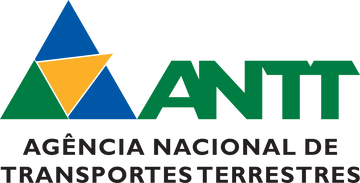 ANTT
AGÊNCIA NACIONAL DE
TRANSPORTES TERRESTRES